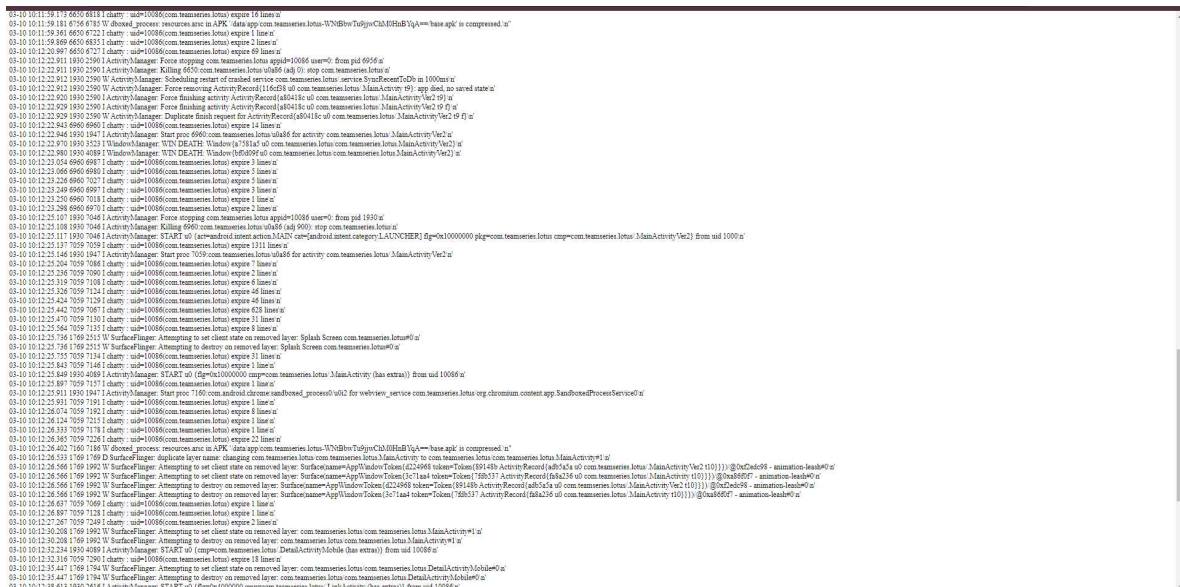 03-10 10:11:59.173 6650 6818 I chatty : uid=10086(com.teamseries.lotus) expire 16 lines\n'
03-10 10:11:59.181 6756 6785 W dboxed_process: resources.arsc in APK '/data/app/com.teamseries.lotus-WNtBbwTu9jjwChM0HnBYqA==/base.apk' is compressed.\n"
03-10 10:11:59.361 6650 6722 I chatty : uid=10086(com.teamseries.lotus) expire 1 line\n'
03-10 10:11:59.869 6650 6835 I chatty : uid=10086(com.teamseries.lotus) expire 2 lines\n'
03-10 10:12:20.997 6650 6727 I chatty : uid=10086(com.teamseries.lotus) expire 69 lines\n'
03-10 10:12:22.911 1930 2590 I ActivityManager: Force stopping com.teamseries.lotus appid=10086 user=0: from pid 6956\n'
03-10 10:12:22.911 1930 2590 I ActivityManager: Killing 6650:com.teamseries.lotus/u0a86 (adj 0): stop com.teamseries.lotus\n'
03-10 10:12:22.912 1930 2590 W ActivityManager: Scheduling restart of crashed service com.teamseries.lotus/.service.SyncRecentToDb in 1000ms\n'
03-10 10:12:22.912 1930 2590 W ActivityManager: Force removing ActivityRecord{116cf38 u0 com.teamseries.lotus/.MainActivity t9}: app died, no saved state\n'
03-10 10:12:22.920 1930 2590 I ActivityManager: Force finishing activity ActivityRecord{a80418c u0 com.teamseries.lotus/.MainActivityVer2 t9}\n'
03-10 10:12:22.929 1930 2590 I ActivityManager: Force finishing activity ActivityRecord{a80418c u0 com.teamseries.lotus/.MainActivityVer2 t9 f}\n'
03-10 10:12:22.929 1930 2590 W ActivityManager: Duplicate finish request for ActivityRecord{a80418c u0 com.teamseries.lotus/.MainActivityVer2 t9 f}\n'
03-10 10:12:22.943 6960 6960 I chatty : uid=10086(com.teamseries.lotus) expire 14 lines\n'
03-10 10:12:22.946 1930 1947 I ActivityManager: Start proc 6960:com.teamseries.lotus/u0a86 for activity com.teamseries.lotus/.MainActivityVer2\n'
03-10 10:12:22.970 1930 3523 I WindowManager: WIN DEATH: Window{a7581a5 u0 com.teamseries.lotus/com.teamseries.lotus.MainActivityVer2}\n'
03-10 10:12:22.980 1930 4089 I WindowManager: WIN DEATH: Window{bf0d09f u0 com.teamseries.lotus/com.teamseries.lotus.MainActivityVer2}\n'
03-10 10:12:23.054 6960 6987 I chatty : uid=10086(com.teamseries.lotus) expire 3 lines\n'
03-10 10:12:23.066 6960 6980 I chatty : uid=10086(com.teamseries.lotus) expire 5 lines\n'
03-10 10:12:23.226 6960 7027 I chatty : uid=10086(com.teamseries.lotus) expire 5 lines\n'
03-10 10:12:23.249 6960 6997 I chatty : uid=10086(com.teamseries.lotus) expire 3 lines\n'
03-10 10:12:23.250 6960 7018 I chatty : uid=10086(com.teamseries.lotus) expire 1 line\n'
03-10 10:12:23.298 6960 6970 I chatty : uid=10086(com.teamseries.lotus) expire 2 lines\n'
03-10 10:12:25.107 1930 7046 I ActivityManager: Force stopping com.teamseries.lotus appid=10086 user=0: from pid 1930\n'
03-10 10:12:25.108 1930 7046 I ActivityManager: Killing 6960:com.teamseries.lotus/u0a86 (adj 900): stop com.teamseries.lotus\n'
03-10 10:12:25.117 1930 7046 I ActivityManager: START u0 {act=android.intent.action.MAIN cat=[android.intent.category.LAUNCHER] flg=0x10000000 pkg=com.teamseries.lotus cmp=com.teamseries.lotus/.MainActivityVer2} from uid 1000\n'
03-10 10:12:25.137 7059 7059 I chatty : uid=10086(com.teamseries.lotus) expire 1311 lines\n'
03-10 10:12:25.146 1930 1947 I ActivityManager: Start proc 7059:com.teamseries.lotus/u0a86 for activity com.teamseries.lotus/.MainActivityVer2\n'
03-10 10:12:25.204 7059 7086 I chatty : uid=10086(com.teamseries.lotus) expire 7 lines\n'
03-10 10:12:25.236 7059 7090 I chatty : uid=10086(com.teamseries.lotus) expire 2 lines\n'
03-10 10:12:25.319 7059 7108 I chatty : uid=10086(com.teamseries.lotus) expire 6 lines\n'
03-10 10:12:25.326 7059 7124 I chatty : uid=10086(com.teamseries.lotus) expire 46 lines\n'
03-10 10:12:25.424 7059 7129 I chatty : uid=10086(com.teamseries.lotus) expire 46 lines\n'
03-10 10:12:25.442 7059 7067 I chatty : uid=10086(com.teamseries.lotus) expire 628 lines\n'
03-10 10:12:25.470 7059 7130 I chatty : uid=10086(com.teamseries.lotus) expire 31 lines\n'
03-10 10:12:25.564 7059 7135 I chatty : uid=10086(com.teamseries.lotus) expire 8 lines\n'
03-10 10:12:25.736 1769 2515 W SurfaceFlinger: Attempting to set client state on removed layer: Splash Screen com.teamseries.lotus#0\n'
03-10 10:12:25.736 1769 2515 W SurfaceFlinger: Attempting to destroy on removed layer: Splash Screen com.teamseries.lotus#0\n'
03-10 10:12:25.755 7059 7134 I chatty : uid=10086(com.teamseries.lotus) expire 31 lines\n'
03-10 10:12:25.843 7059 7146 I chatty : uid=10086(com.teamseries.lotus) expire 1 line\n'
03-10 10:12:25.849 1930 4089 I ActivityManager: START u0 {flg=0x10000000 cmp=com.teamseries.lotus/.MainActivity (has extras)} from uid 10086\n'
03-10 10:12:25.897 7059 7157 I chatty : uid=10086(com.teamseries.lotus) expire 1 line\n'
03-10 10:12:25.911 1930 1947 I ActivityManager: Start proc 7160:com.android.chrome:sandboxed_process0/u0i2 for webview_service com.teamseries.lotus/org.chromium.content.app.SandboxedProcessService0\n'
03-10 10:12:25.931 7059 7191 I chatty : uid=10086(com.teamseries.lotus) expire 1 line\n'
03-10 10:12:26.074 7059 7192 I chatty : uid=10086(com.teamseries.lotus) expire 8 lines\n'
03-10 10:12:26.124 7059 7215 I chatty : uid=10086(com.teamseries.lotus) expire 1 line\n'
03-10 10:12:26.333 7059 7178 I chatty : uid=10086(com.teamseries.lotus) expire 1 line\n'
03-10 10:12:26.365 7059 7226 I chatty : uid=10086(com.teamseries.lotus) expire 22 lines\n'
03-10 10:12:26.402 7160 7186 W dboxed_process: resources.arsc in APK '/data/app/com.teamseries.lotus-WNtBbwTu9jjwChM0HnBYqA==/base.apk' is compressed.\n"
03-10 10:12:26.533 1769 1769 D SurfaceFlinger: duplicate layer name: changing com.teamseries.lotus/com.teamseries.lotus.MainActivity to com.teamseries.lotus/com.teamseries.lotus.MainActivity#1\n'
03-10 10:12:26.566 1769 1992 W SurfaceFlinger: Attempting to set client state on removed layer: Surface(name=AppWindowToken{d224968 token=Token{89148b ActivityRecord{adb5a5a u0 com.teamseries.lotus/.MainActivityVer2 t10}}})/@0xf2edc98 - animation-leash#0\n'
03-10 10:12:26.566 1769 1992 W SurfaceFlinger: Attempting to set client state on removed layer: Surface(name=AppWindowToken{3c71aa4 token=Token{7fdb537 ActivityRecord{fa8a236 u0 com.teamseries.lotus/.MainActivity t10}}})/@0xa86f0f7 - animation-leash#0\n'
03-10 10:12:26.566 1769 1992 W SurfaceFlinger: Attempting to destroy on removed layer: Surface(name=AppWindowToken{d224968 token=Token{89148b ActivityRecord{adb5a5a u0 com.teamseries.lotus/.MainActivityVer2 t10}}})/@0xf2edc98 - animation-leash#0\n'
03-10 10:12:26.566 1769 1992 W SurfaceFlinger: Attempting to destroy on removed layer: Surface(name=AppWindowToken{3c71aa4 token=Token{7fdb537 ActivityRecord{fa8a236 u0 com.teamseries.lotus/.MainActivity t10}}})/@0xa86f0f7 - animation-leash#0\n'
03-10 10:12:26.637 7059 7069 I chatty : uid=10086(com.teamseries.lotus) expire 1 line\n'
03-10 10:12:26.897 7059 7128 I chatty : uid=10086(com.teamseries.lotus) expire 1 line\n'
03-10 10:12:27.267 7059 7249 I chatty : uid=10086(com.teamseries.lotus) expire 2 lines\n'
03-10 10:12:30.208 1769 1992 W SurfaceFlinger: Attempting to set client state on removed layer: com.teamseries.lotus/com.teamseries.lotus.MainActivity#1\n'
03-10 10:12:30.208 1769 1992 W SurfaceFlinger: Attempting to destroy on removed layer: com.teamseries.lotus/com.teamseries.lotus.MainActivity#1\n'
03-10 10:12:32.234 1930 4089 I ActivityManager: START u0 {cmp=com.teamseries.lotus/.DetailActivityMobile (has extras)} from uid 10086\n'
03-10 10:12:32.316 7059 7290 I chatty : uid=10086(com.teamseries.lotus) expire 18 lines\n'
03-10 10:12:35.447 1769 1794 W SurfaceFlinger: Attempting to set client state on removed layer: com.teamseries.lotus/com.teamseries.lotus.DetailActivityMobile#0\n'
03-10 10:12:35.447 1769 1794 W SurfaceFlinger: Attempting to destroy on removed layer: com.teamseries.lotus/com.teamseries.lotus.DetailActivityMobile#0\n'